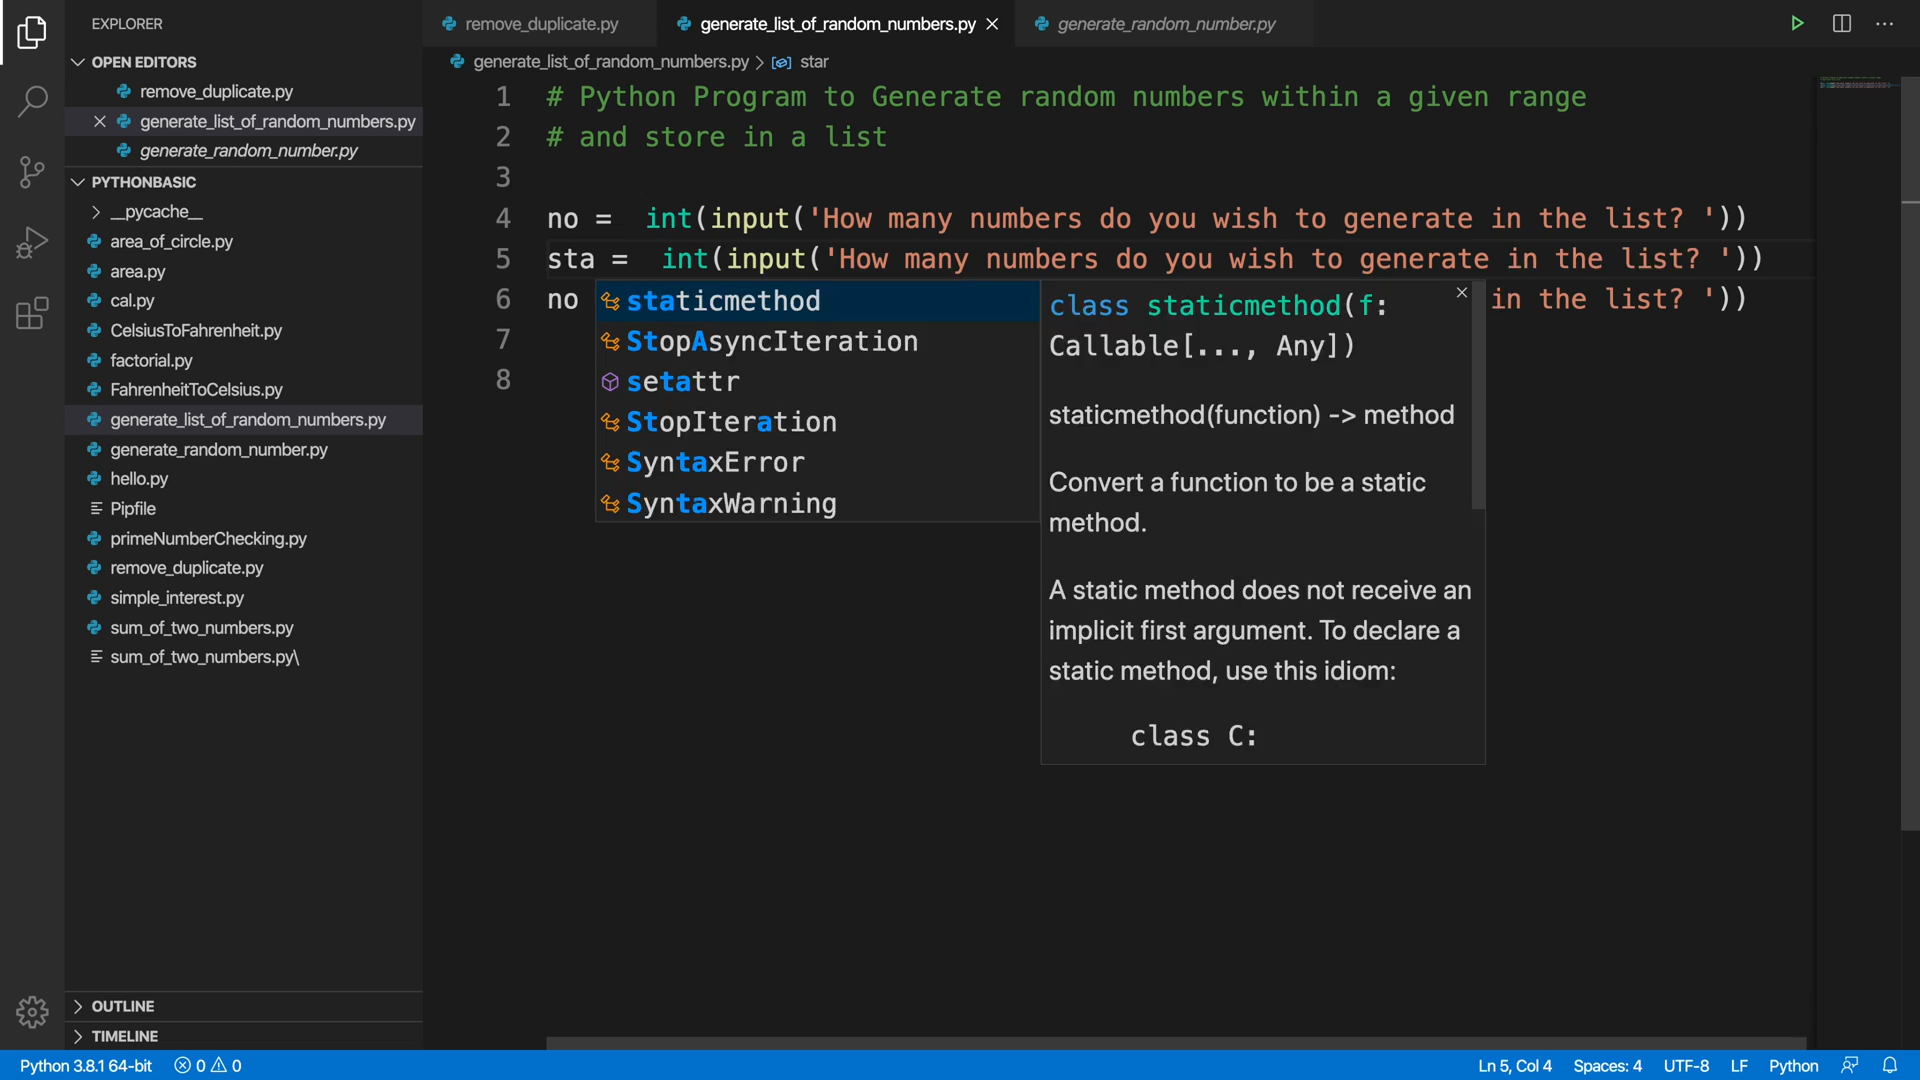 EXPLORER
OPEN EDITORS
remove_duplicate.py
generate_list_of_random_numbers.py
generate_random_number.py
PYTHONBASIC
__pycache__
area_of_circle.py
area.py
cal.py
CelsiusToFahrenheit.py
factorial.py
FahrenheitToCelsius.py
generate_list_of_random_numbers.py
generate_random_number.py
hello.py
Pipfile
primeNumberChecking.py
remove_duplicate.py
simple_interest.py
sum_of_two_numbers.py
sum_of_two_numbers.py\
OUTLINE
TIMELINE
remove_duplicate.py generate_list_of_random_numbers.py generate_random_number.py
generate_list_of_random_numbers.py > star
1 # Python Program to Generate random numbers within a given range
2 # and store in a list
3
4 no =  int(input('How many numbers do you wish to generate in the list? '))
5 sta =  int(input('How many numbers do you wish to generate in the list? '))
6 no in the list? '))
7
8
staticmethod
StopAsyncIteration
setattr
StopIteration
SyntaxError
SyntaxWarning
class staticmethod(f:
Callable[..., Any])
staticmethod(function) -> method
Convert a function to be a static
method.
A static method does not receive an
implicit first argument. To declare a
static method, use this idiom:
class C:
Python 3.8.1 64-bit 0 0 Ln 5, Col 4 Spaces: 4 UTF-8 LF Python